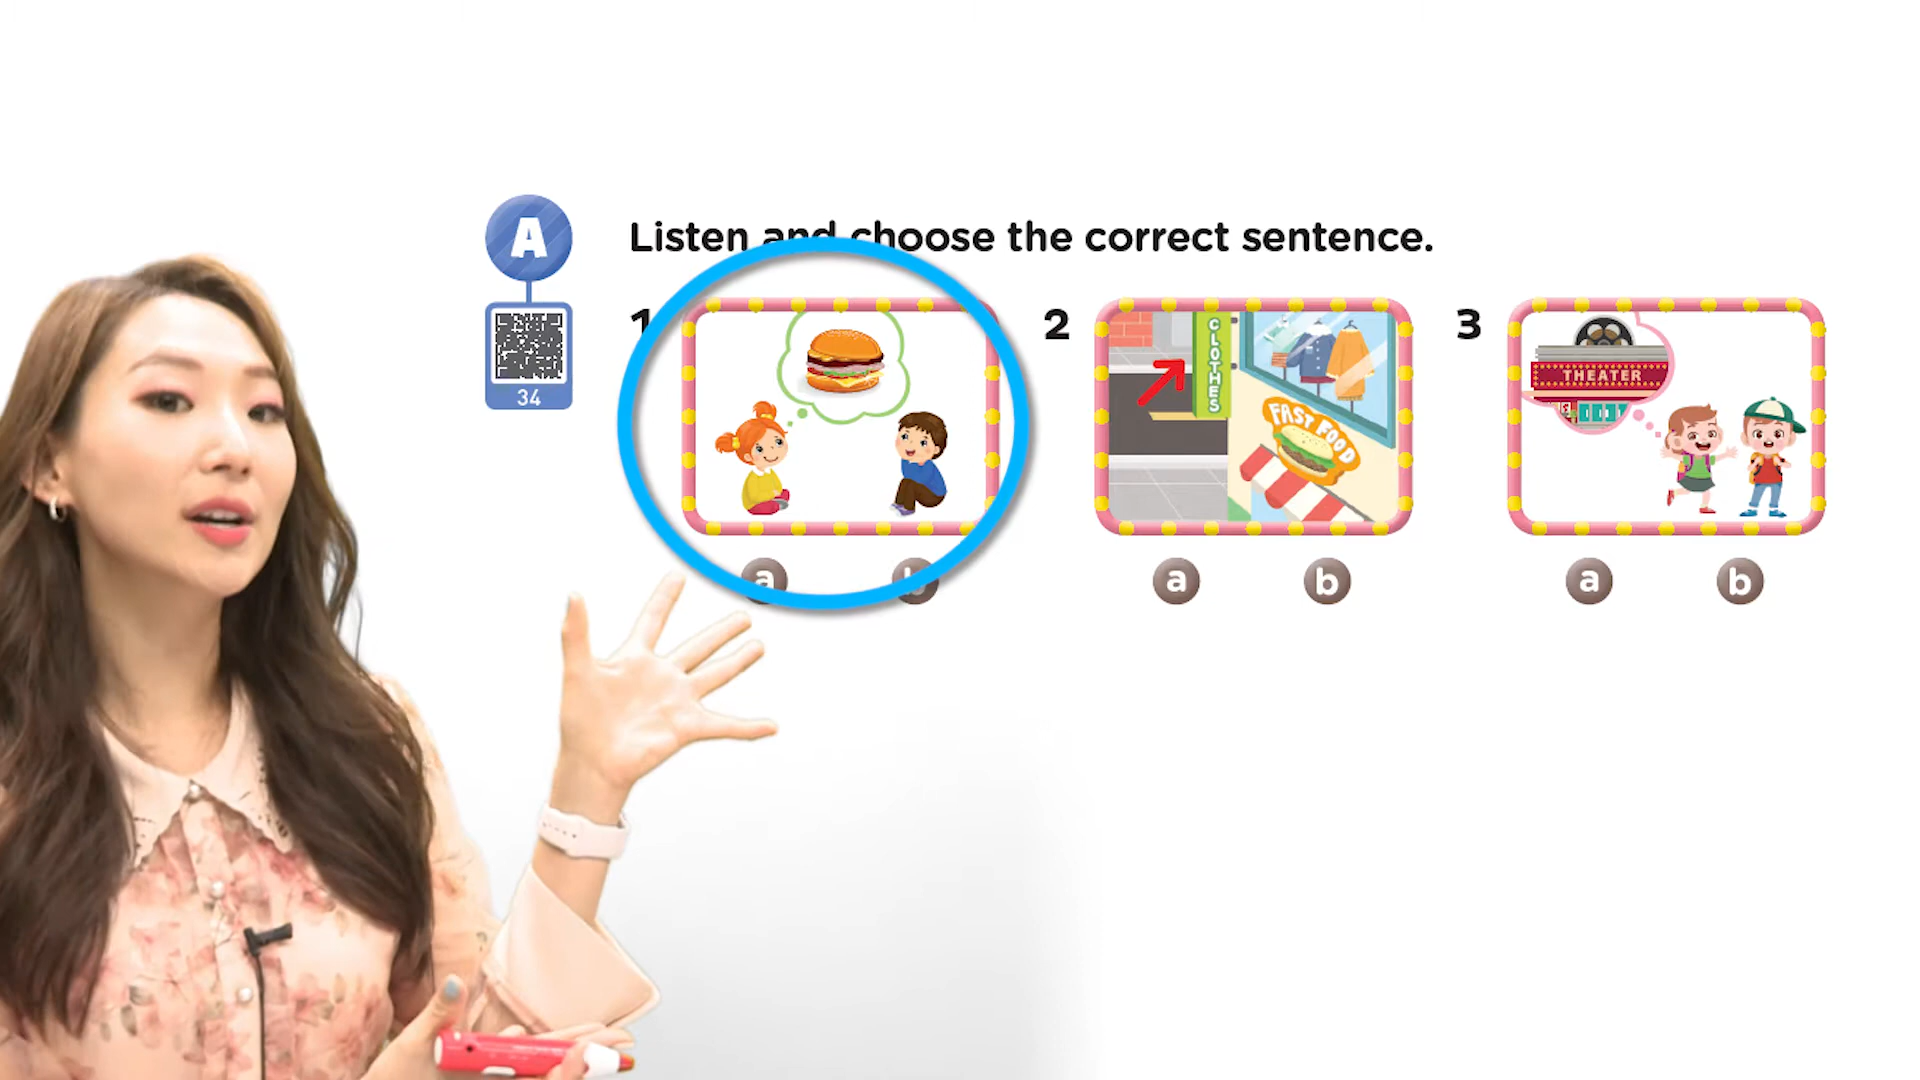 A
Listen and choose the correct sentence.
34
1
2
CLOTHES
FAST FOOD
3
THEATER
a b
a b
a b